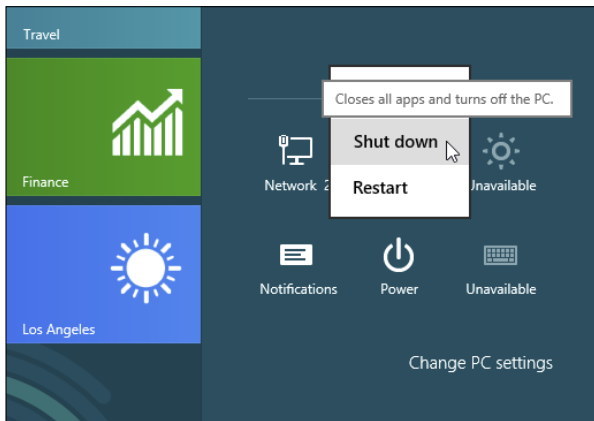 Travel
Finance
Los Angeles
Closes all apps and turns off the PC.
Shut down
Restart
Network 2
Unavailable
Notifications
Power
Unavailable
Change PC settings